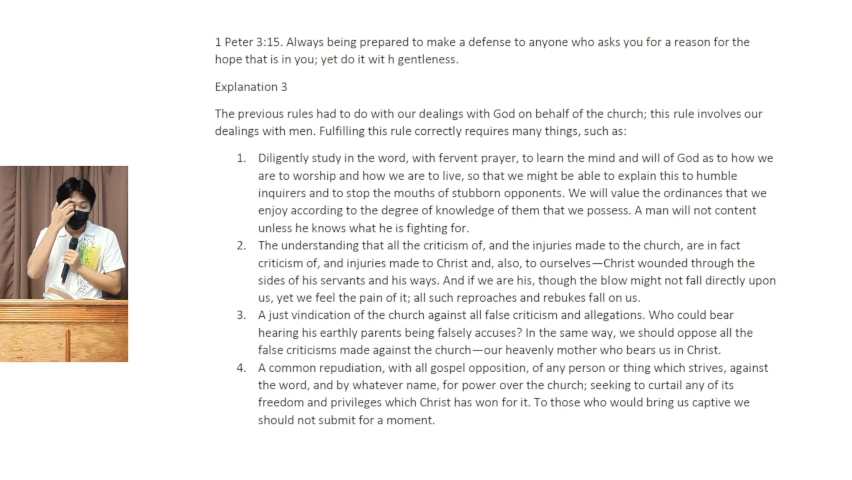 1 Peter 3:15. Always being prepared to make a defense to anyone who asks you for a reason for the
hope that is in you; yet do it wit h gentleness.
Explanation 3
The previous rules had to do with our dealings with God on behalf of the church; this rule involves our
dealings with men. Fulfilling this rule correctly requires many things, such as:
1. Diligently study in the word, with fervent prayer, to learn the mind and will of God as to how we
are to worship and how we are to live, so that we might be able to explain this to humble
inquirers and to stop the mouths of stubborn opponents. We will value the ordinances that we
enjoy according to the degree of knowledge of them that we possess. A man will not content
unless he knows what he is fighting for.
2. The understanding that all the criticism of, and the injuries made to the church, are in fact
criticism of, and injuries made to Christ and, also, to ourselves—Christ wounded through the
sides of his servants and his ways. And if we are his, though the blow might not fall directly upon
us, yet we feel the pain of it; all such reproaches and rebukes fall on us.
3. A just vindication of the church against all false criticism and allegations. Who could bear
hearing his earthly parents being falsely accuses? In the same way, we should oppose all the
false criticisms made against the church—our heavenly mother who bears us in Christ.
4. A common repudiation, with all gospel opposition, of any person or thing which strives, against
the word, and by whatever name, for power over the church; seeking to curtail any of its
freedom and privileges which Christ has won for it. To those who would bring us captive we
should not submit for a moment.